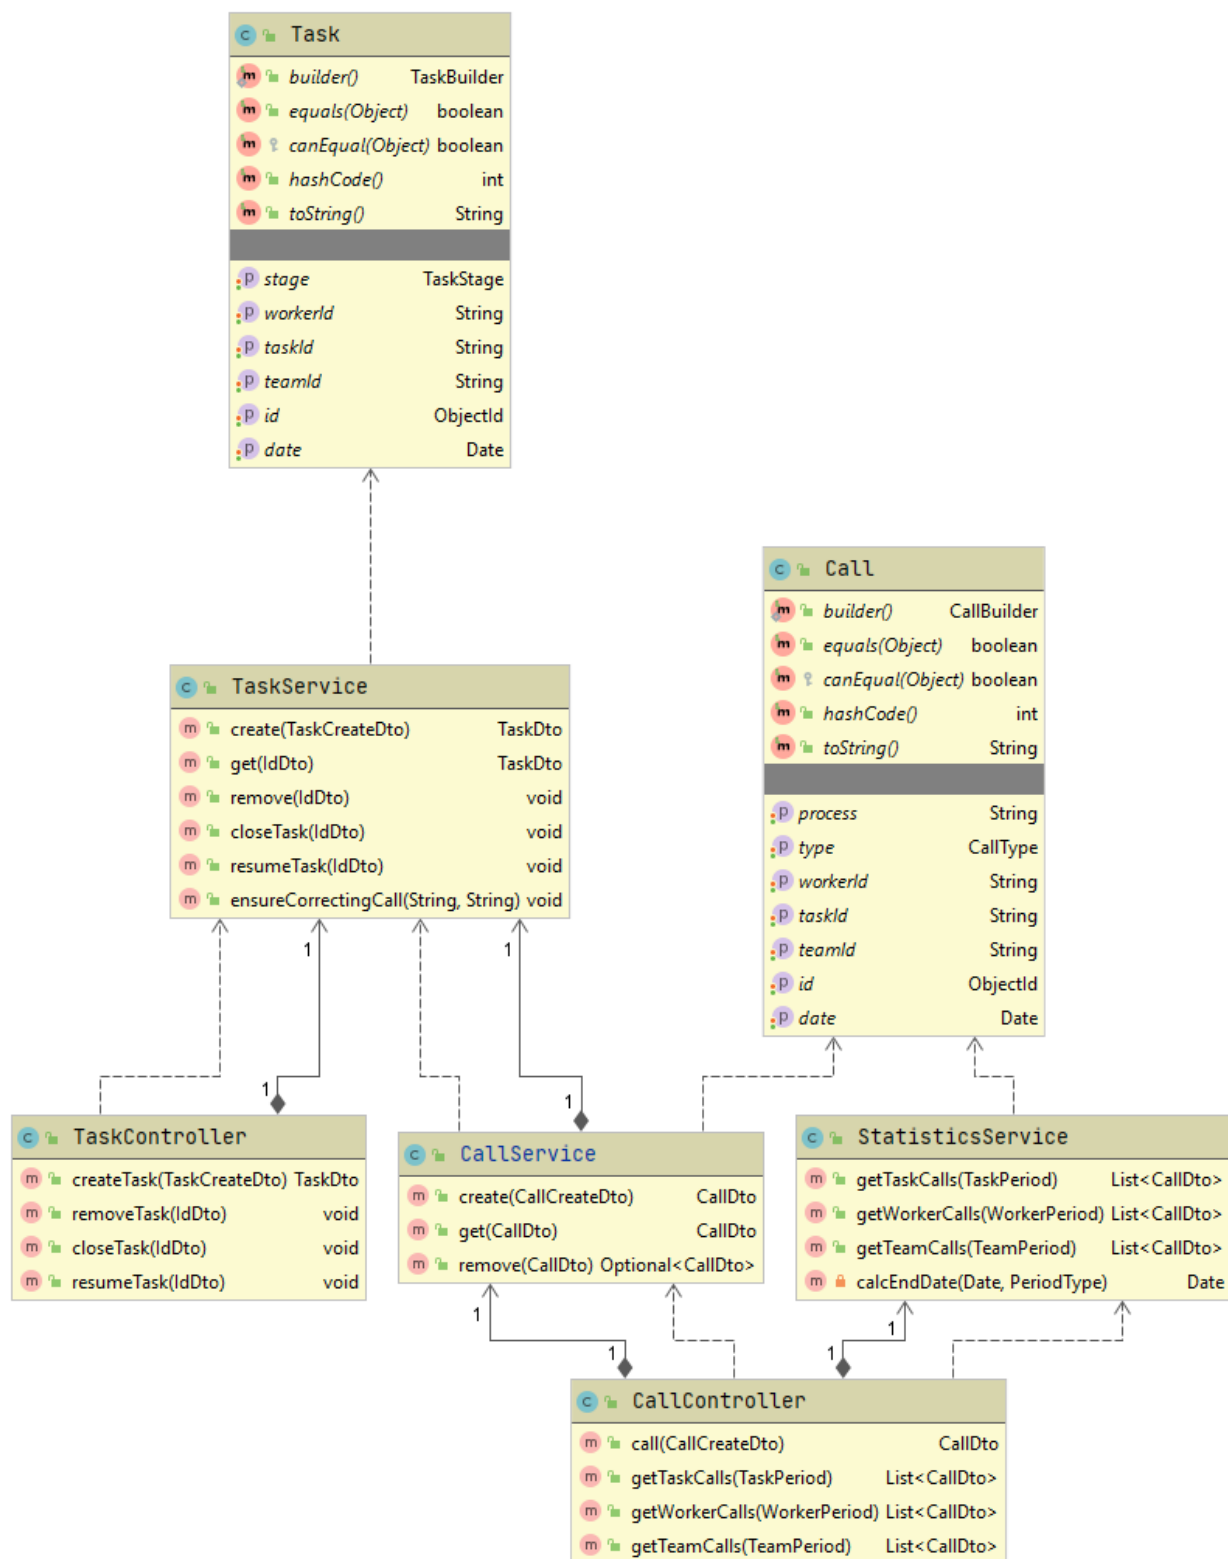 Task
builder() TaskBuilder
equals(Object) boolean
canEqual(Object) boolean
hashCode() int
toString() String
stage TaskStage
workerId String
taskId String
teamId String
id ObjectId
date Date
Call
builder() CallBuilder
equals(Object) boolean
canEqual(Object) boolean
hashCode() int
toString() String
process String
type CallType
workerId String
taskId String
teamId String
id ObjectId
date Date
TaskService
create(TaskCreateDto) TaskDto
get(IdDto) TaskDto
remove(IdDto) void
closeTask(IdDto) void
resumeTask(IdDto) void
ensureCorrectingCall(String, String) void
1
1
1
1
TaskController
createTask(TaskCreateDto) TaskDto
removeTask(IdDto) void
closeTask(IdDto) void
resumeTask(IdDto) void
CallService
create(CallCreateDto) CallDto
get(CallDto) CallDto
remove(CallDto) Optional<CallDto>
StatisticsService
getTaskCalls(TaskPeriod) List<CallDto>
getWorkerCalls(WorkerPeriod) List<CallDto>
getTeamCalls(TeamPeriod) List<CallDto>
calcEndDate(Date, PeriodType) Date
1
1
1
1
CallController
call(CallCreateDto) CallDto
getTaskCalls(TaskPeriod) List<CallDto>
getWorkerCalls(WorkerPeriod) List<CallDto>
getTeamCalls(TeamPeriod) List<CallDto>